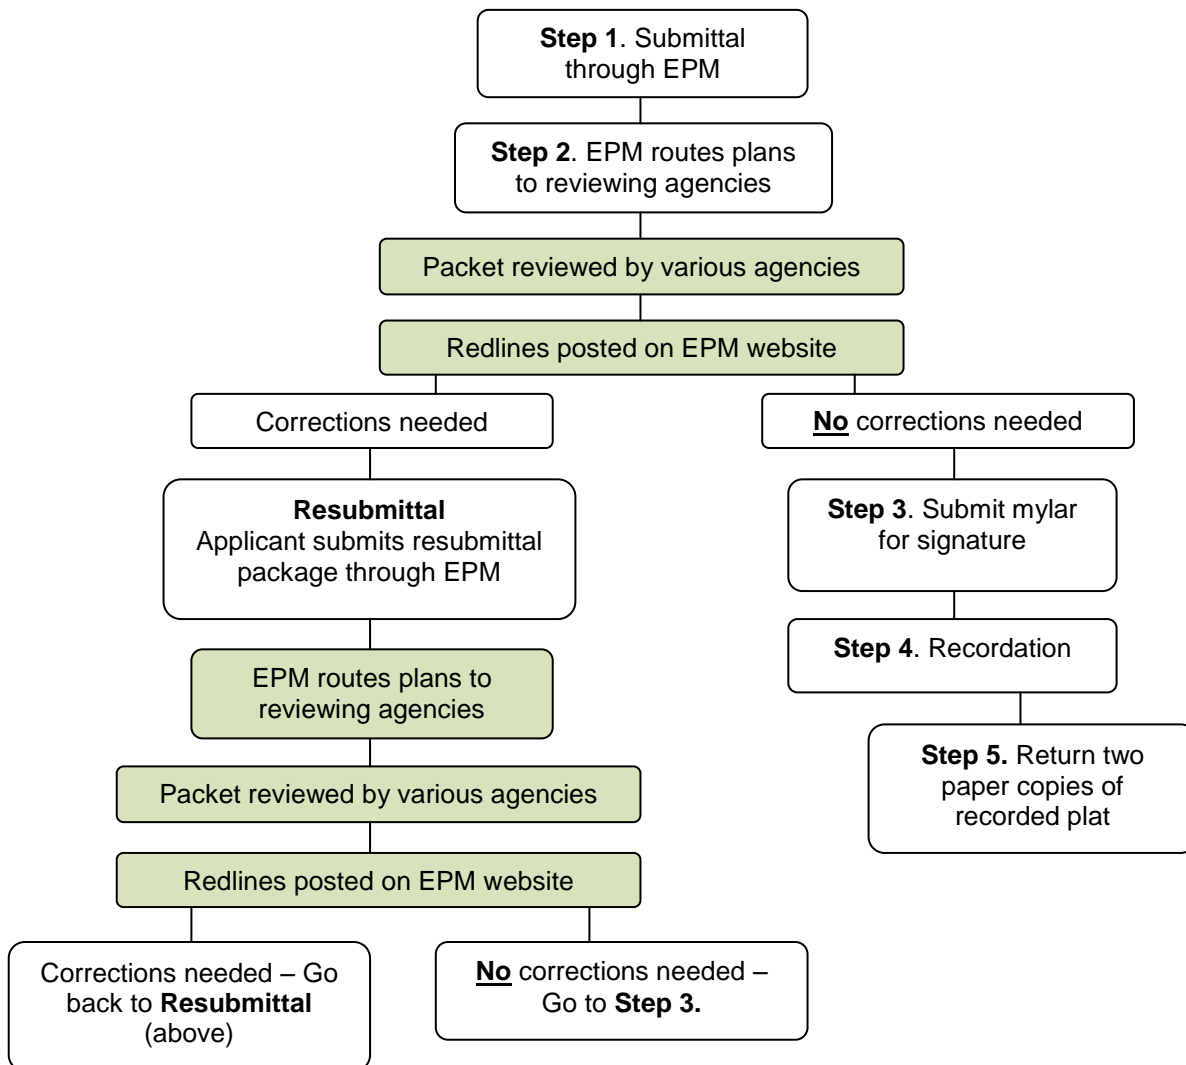 Step 1. Submittal
through EPM
Step 2. EPM routes plans
to reviewing agencies
Packet reviewed by various agencies
Redlines posted on EPM website
Corrections needed
No corrections needed
Resubmittal
Applicant submits resubmittal
package through EPM
Step 3. Submit mylar
for signature
EPM routes plans to
reviewing agencies
Step 4. Recordation
Packet reviewed by various agencies
Step 5. Return two
paper copies of
recorded plat
Redlines posted on EPM website
Corrections needed – Go
back to Resubmittal
(above)
No corrections needed –
Go to Step 3.